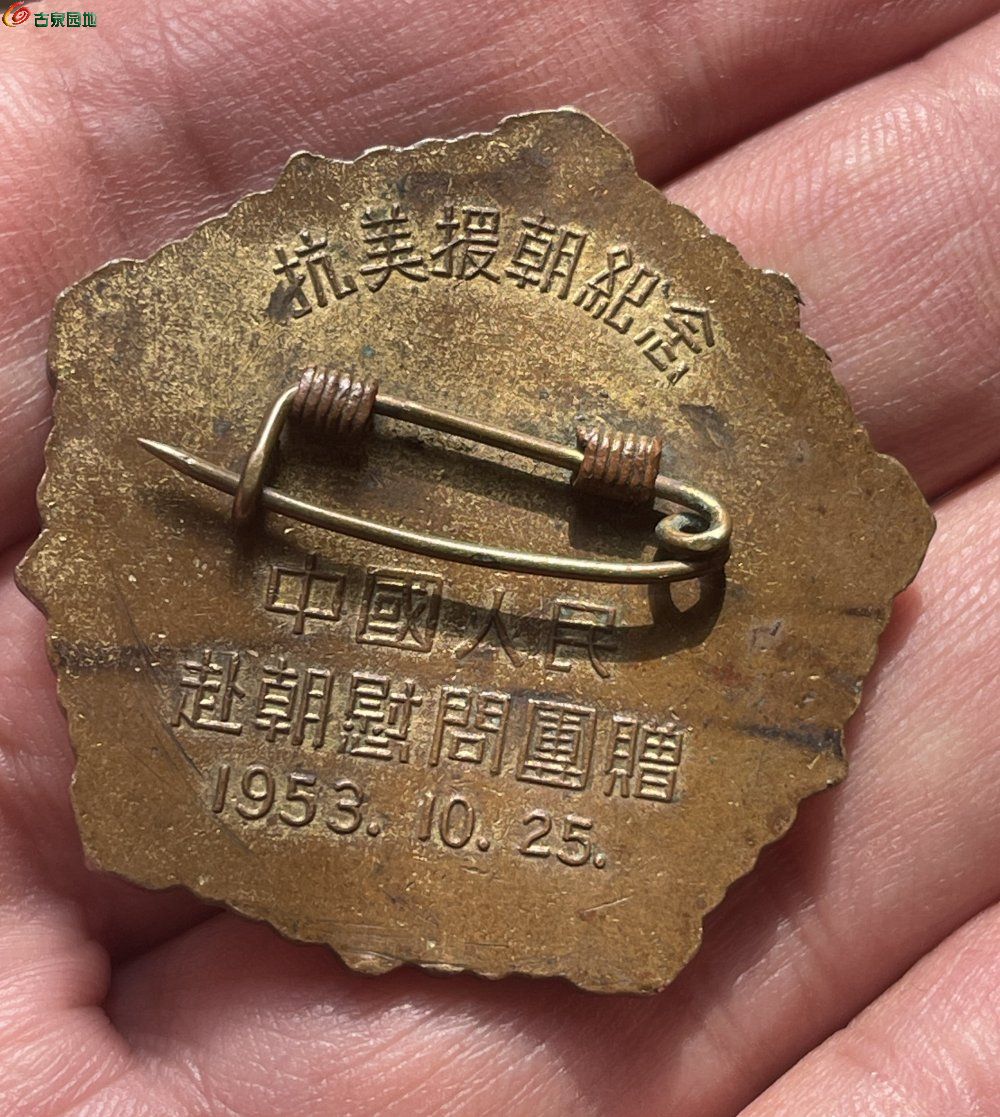 古泉园地
抗美援朝紀念
中國人民
赴朝慰問團贈
1953. 10. 25.